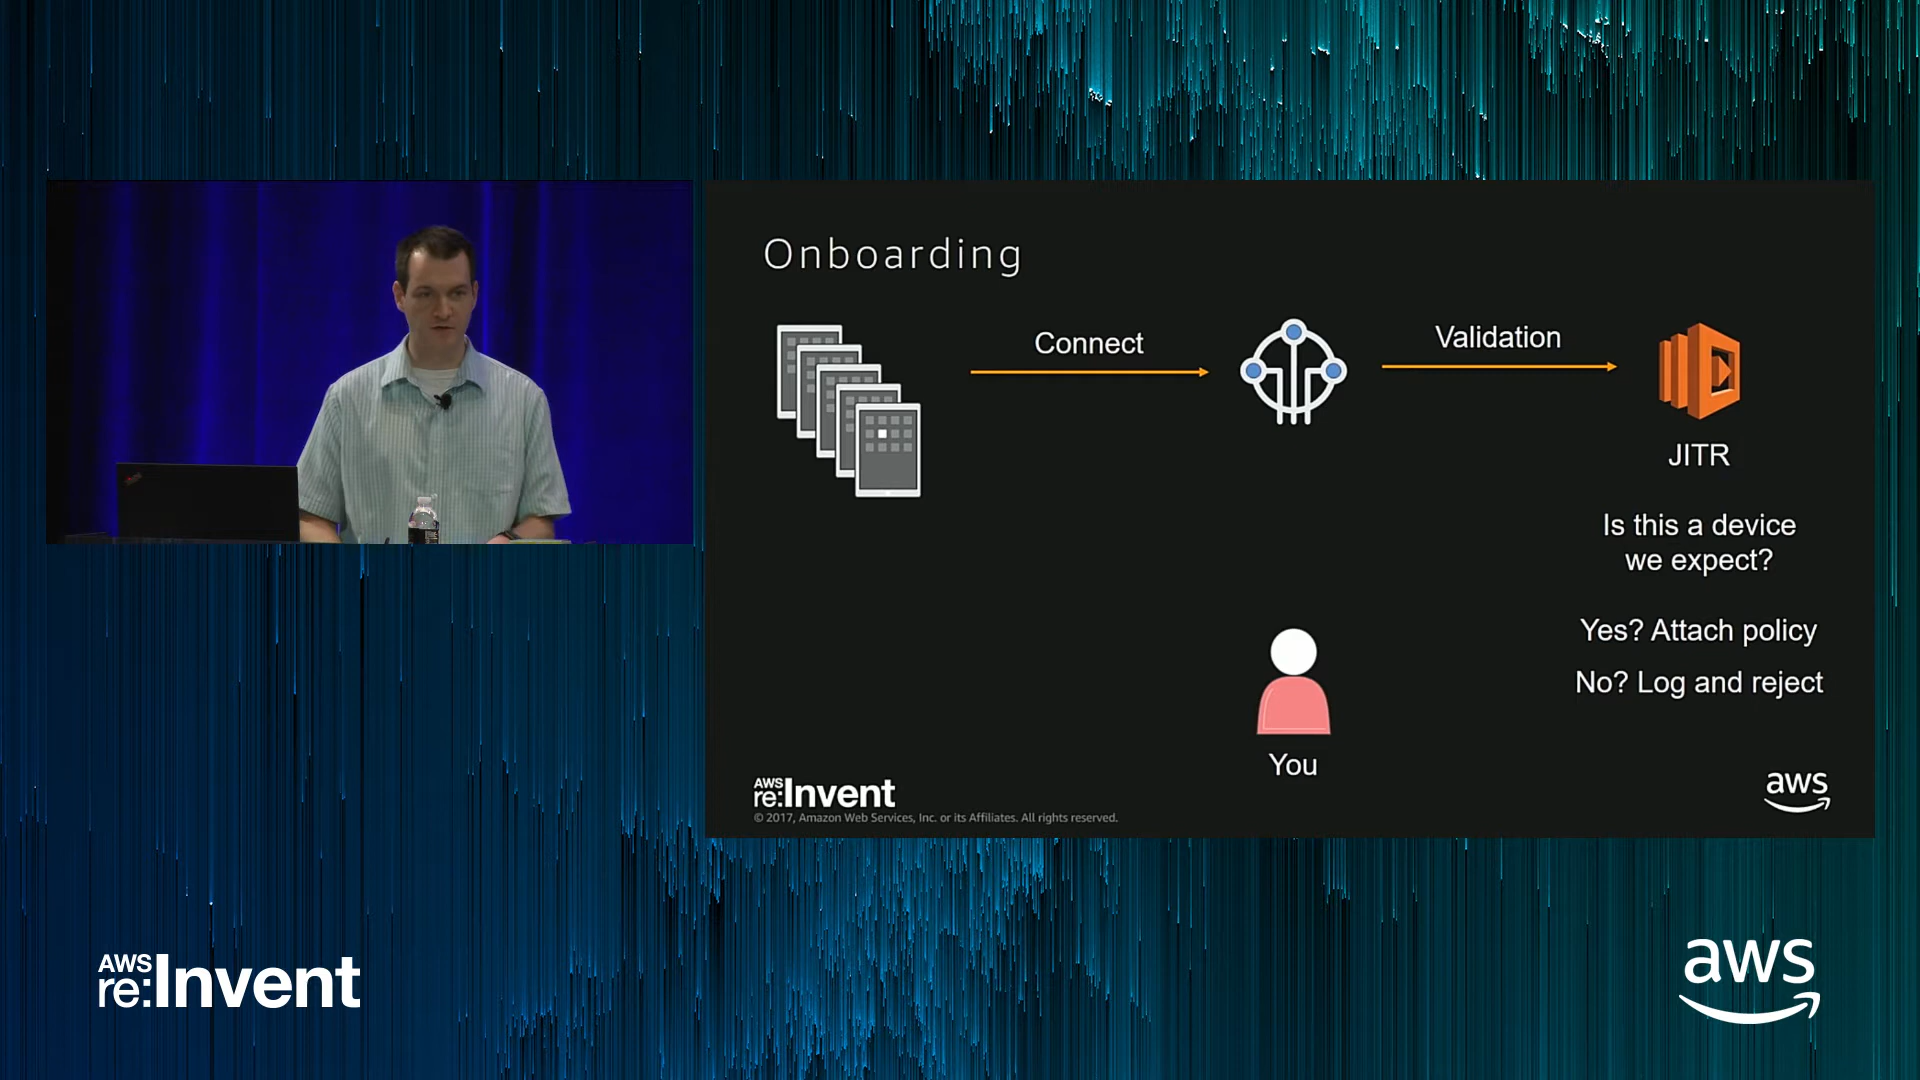 Onboarding
Connect
Validation
JITR
Is this a device
we expect?
Yes? Attach policy
No? Log and reject
You
AWS
re:Invent
© 2017, Amazon Web Services, Inc. or its Affiliates. All rights reserved.
aws
AWS
re:Invent
aws